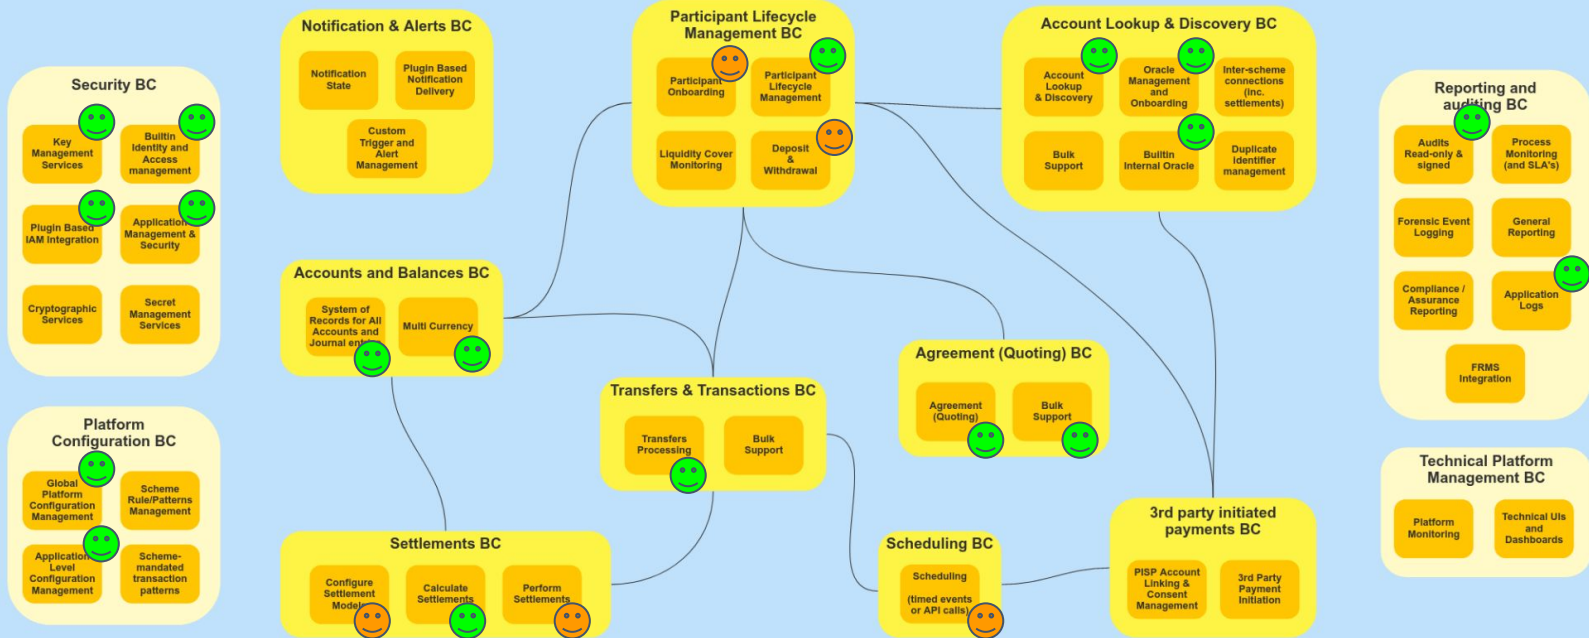 Security BC
Key
Management
Services
Builtin
Identity and
Access
management
Plugin Based
IAM Integration
Application
Management &
Security
Cryptographic
Services
Secret
Management
Services
Platform
Configuration BC
Global
Platform
Configuration
Management
Scheme
Rule/Patterns
Management
Application
Level
Configuration
Management
Scheme-
mandated
transaction
patterns
Notification & Alerts BC
Notification
State
Plugin Based
Notification
Delivery
Custom
Trigger and
Alert
Management
Accounts and Balances BC
System of
Records for All
Accounts and
Journal
Multi Currency
Settlements BC
Configure
Settlement
Calculate
Settlements
Perform
Settlements
Participant Lifecycle
Management BC
Participant
Onboarding
Participant
Lifecycle
Management
Liquidity Cover
Monitoring
Deposit
&
Withdrawal
Transfers & Transactions BC
Transfers
Processing
Bulk
Support
Account Lookup & Discovery BC
Account
Lookup
& Discovery
Oracle
Management
and
Onboarding
Inter-scheme
connections
(inc.
settlements)
Bulk
Support
Builtin
Internal Oracle
Duplicate
identifier
management
Agreement (Quoting) BC
Agreement
(Quoting)
Bulk
Support
Scheduling BC
Scheduling
(timed events
or API calls)
3rd party initiated
payments BC
PISP Account
Linking &
Consent
Management
3rd Party
Payment
Initiation
Reporting and
auditing BC
Audits
Read-only &
signed
Process
Monitoring
(and SLA's)
Forensic Event
Logging
General
Reporting
Compliance /
Assurance
Reporting
Application
Logs
FRMS
Integration
Technical Platform
Management BC
Platform
Monitoring
Technical UIs
and
Dashboards